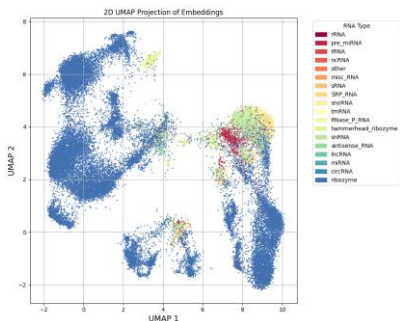 2D UMAP Projection of Embeddings
RNA Type
rRNA
pre_miRNA
tRNA
ncRNA
other
misc_RNA
sRNA
SRP_RNA
snoRNA
tmRNA
RNase_P_RNA
hammerhead_ribozyme
snRNA
antisense_RNA
lncRNA
miRNA
circRNA
ribozyme
8
6
4
2
0
−2
UMAP 2
−2
0
2
4
6
8
10
UMAP 1